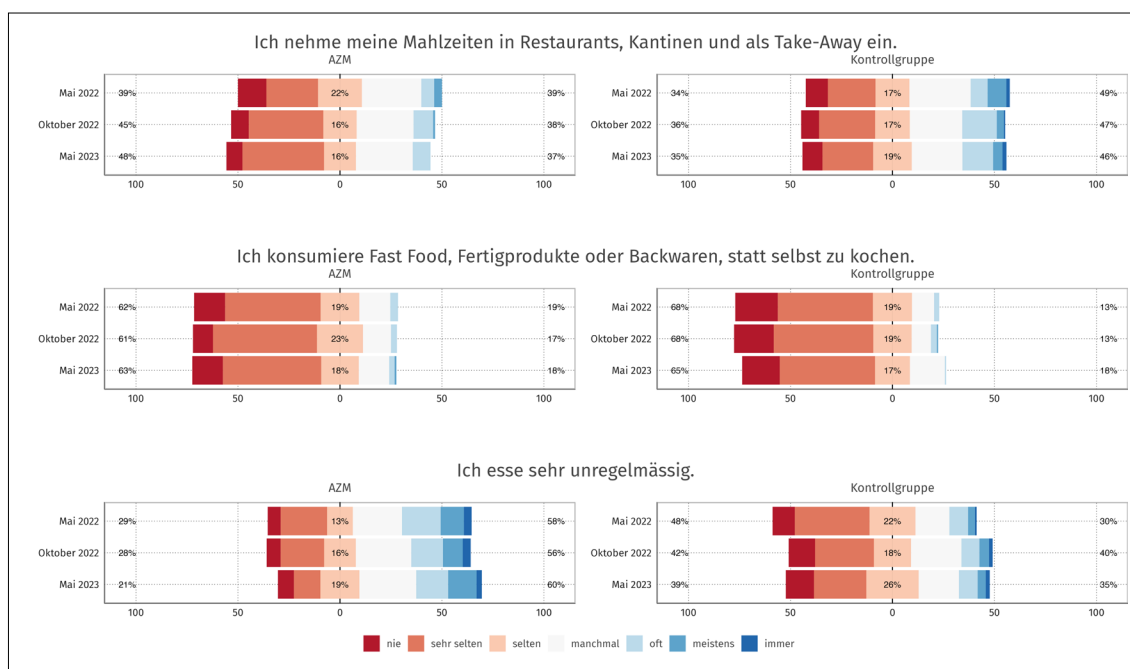 Ich nehme meine Mahlzeiten in Restaurants, Kantinen und als Take-Away ein.
AZM Kontrollgruppe
Mai 2022 39% 22% 39% 34% 17% 49%
Oktober 2022 45% 16% 38% 36% 17% 47%
Mai 2023 48% 16% 37% 35% 19% 46%
100 50 0 50 100 100 50 0 50 100
Ich konsumiere Fast Food, Fertigprodukte oder Backwaren, statt selbst zu kochen.
AZM Kontrollgruppe
Mai 2022 62% 19% 19% Mai 2022 68% 19% 13%
Oktober 2022 61% 23% 17% Oktober 2022 68% 19% 13%
Mai 2023 63% 18% 18% Mai 2023 65% 17% 18%
100 50 0 50 100 100 50 0 50 100
Ich esse sehr unregelmässig.
AZM Kontrollgruppe
Mai 2022 29% 13% 58% Mai 2022 48% 22% 30%
Oktober 2022 28% 16% 56% Oktober 2022 42% 18% 40%
Mai 2023 21% 19% 60% Mai 2023 39% 26% 35%
100 50 0 50 100 100 50 0 50 100
nie sehr selten selten manchmal oft meistens immer